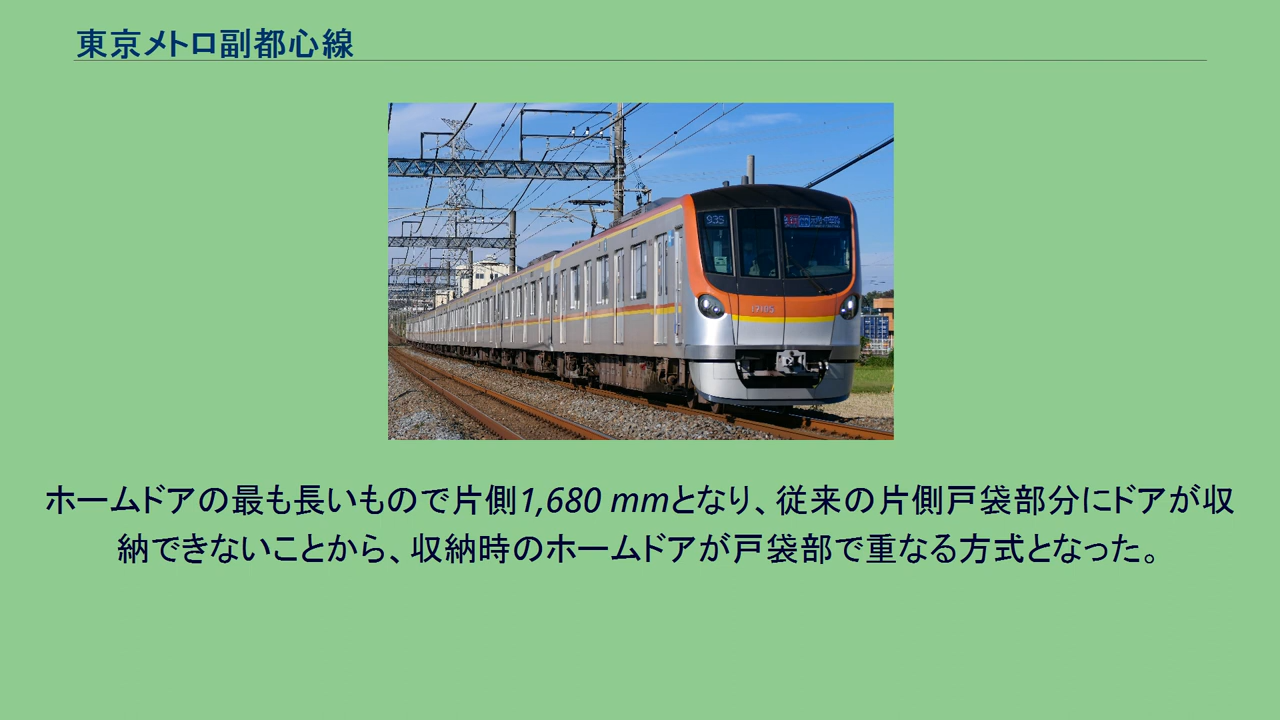 東京メトロ副都心線
93S
19105
ホームドアの最も長いもので片側1,680 mmとなり、従来の片側戸袋部分にドアが収
納できないことから、収納時のホームドアが戸袋部で重なる方式となった。